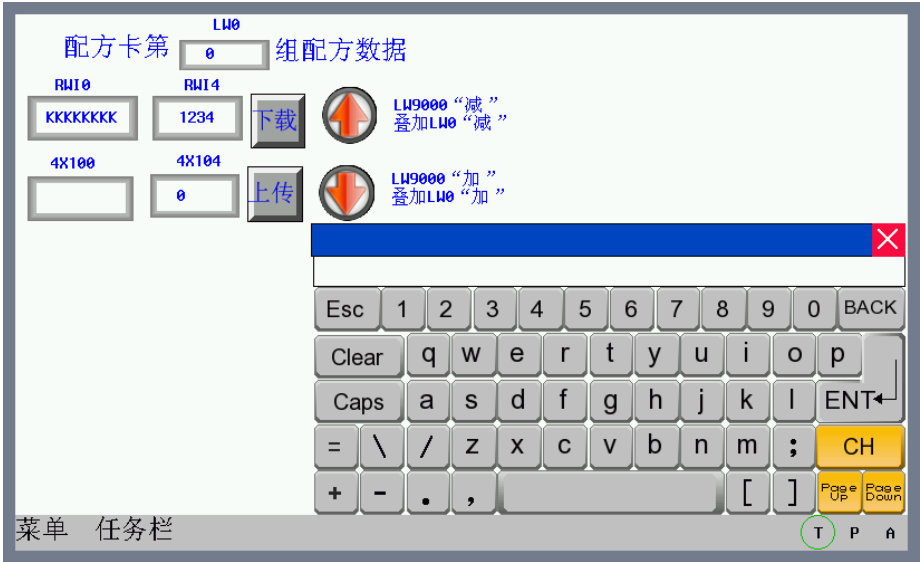 LW0
配方卡第 0 组配方数据
RWI0 RWI4
KKKKKKKK 1234 下载
LW9000“减”
叠加LW0“减”
4X100 4X104
0 上传
LW9000“加”
叠加LW0“加”
Esc 1 2 3 4 5 6 7 8 9 0 BACK
Clear q w e r t y u i o p
Caps a s d f g h j k l ENT
= \ / z x c v b n m ; CH
+ - . , [ ] Page Up Page Down
菜单 任务栏 T P A